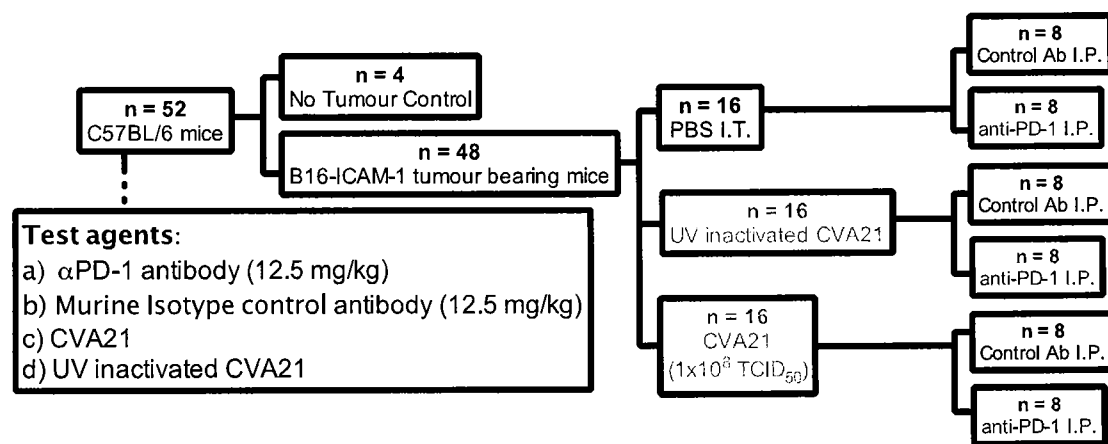 n = 52
C57BL/6 mice
n = 4
No Tumour Control
n = 48
B16-ICAM-1 tumour bearing mice
Test agents:
a) αPD-1 antibody (12.5 mg/kg)
b) Murine Isotype control antibody (12.5 mg/kg)
c) CVA21
d) UV inactivated CVA21
n = 16
PBS I.T.
n = 8
Control Ab I.P.
n = 8
anti-PD-1 I.P.
n = 16
UV inactivated CVA21
n = 8
Control Ab I.P.
n = 8
anti-PD-1 I.P.
n = 16
CVA21
(1x10⁸ TCID₅₀)
n = 8
Control Ab I.P.
n = 8
anti-PD-1 I.P.